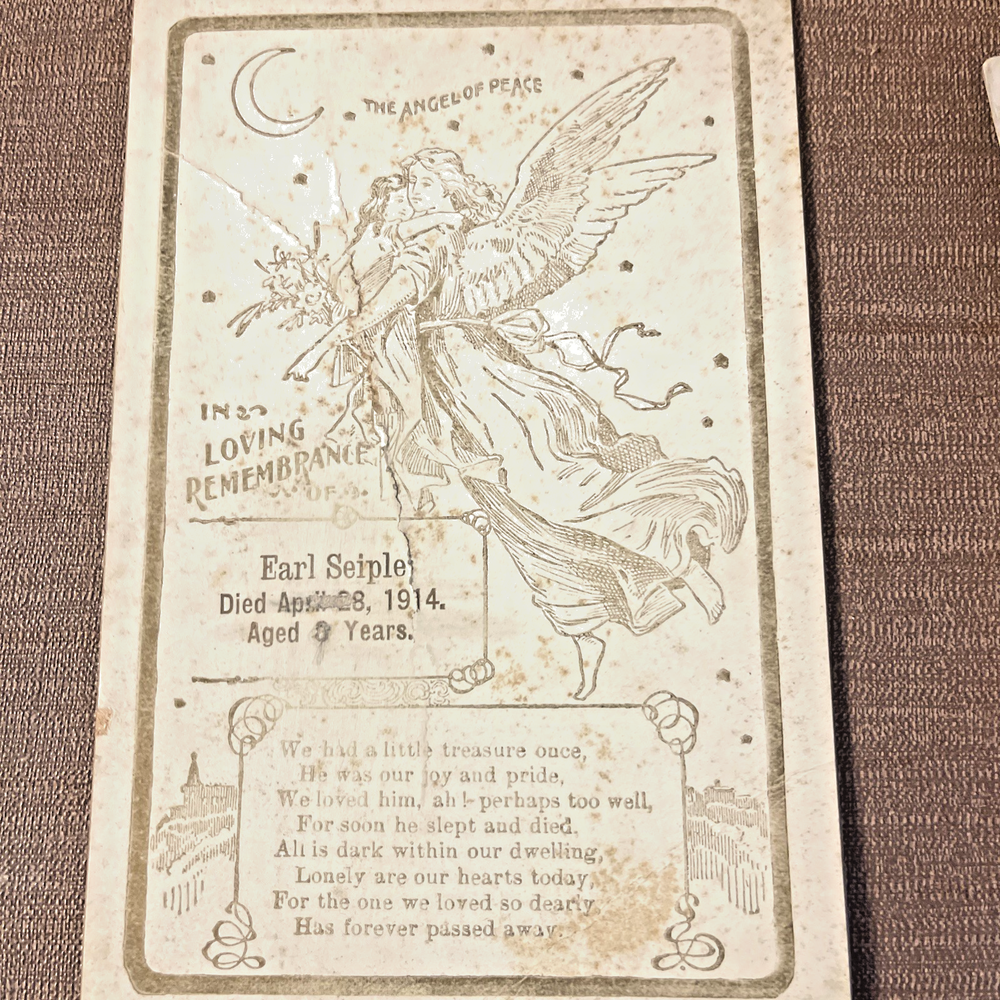 THE ANGEL OF PEACE
IN
LOVING
REMEMBRANCE
OF
Earl Seiple
Died April 28, 1914.
Aged Years.
We had a little treasure once,
He was our joy and pride,
We loved him, ah!-perhaps too well,
For soon he slept and died.
All is dark within our dwelling,
Lonely are our hearts today,
For the one we loved so dearly
Has forever passed away.